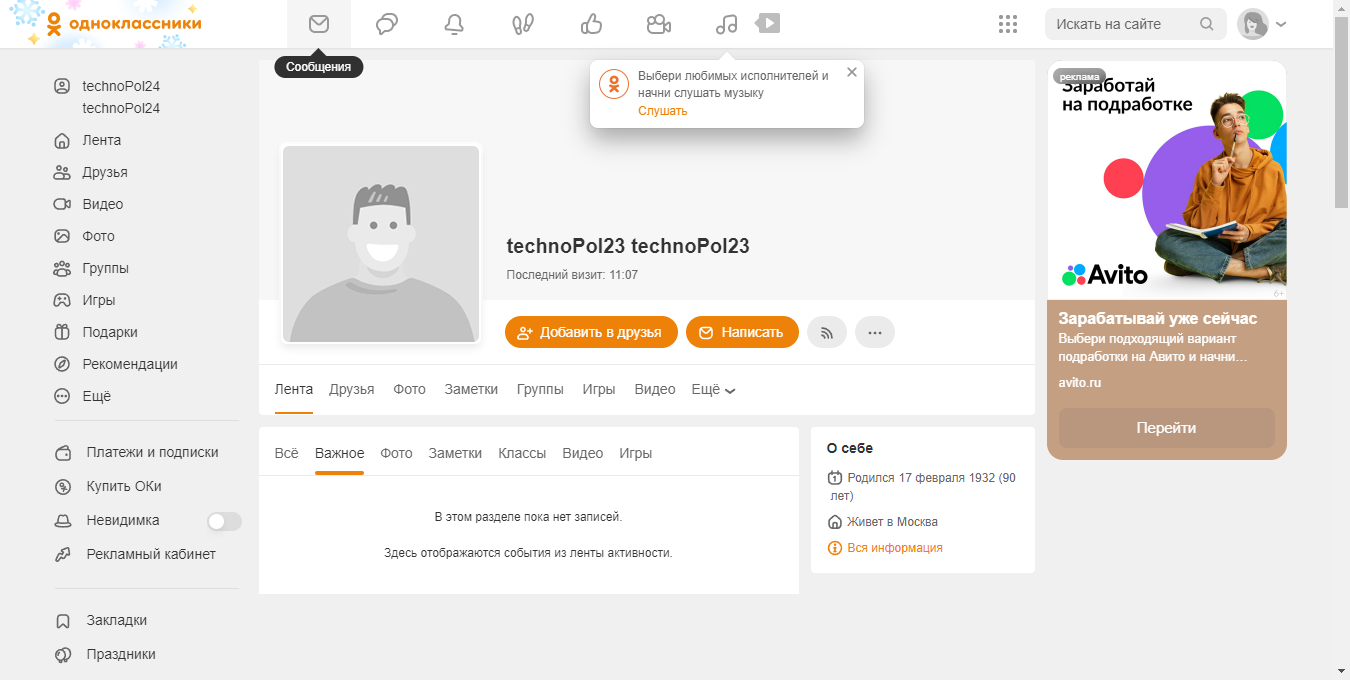 одноклассники
Искать на сайте
Сообщения
Выбери любимых исполнителей и
начни слушать музыку
Слушать
technoPol24
technoPol24
Лента
Друзья
Видео
Фото
Группы
Игры
Подарки
Рекомендации
Ещё
Платежи и подписки
Купить ОКи
Невидимка
Рекламный кабинет
Закладки
Праздники
technoPol23 technoPol23
Последний визит: 11:07
Добавить в друзья
Написать
Лента Друзья Фото Заметки Группы Игры Видео Ещё
Всё Важное Фото Заметки Классы Видео Игры
В этом разделе пока нет записей.
Здесь отображаются события из ленты активности.
О себе
Родился 17 февраля 1932 (90
лет)
Живет в Москва
Вся информация
реклама
Заработай
на подработке
Avito
6+
Зарабатывай уже сейчас
Выбери подходящий вариант
подработки на Авито и начни...
avito.ru
Перейти